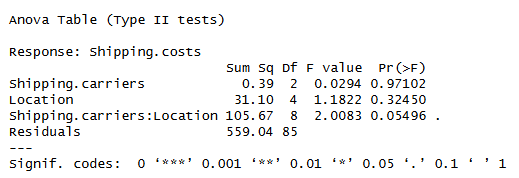 Anova Table (Type II tests)
Response: Shipping.costs
Sum Sq Df F value Pr(>F)
Shipping.carriers 0.39 2 0.0294 0.97102
Location 31.10 4 1.1822 0.32450
Shipping.carriers:Location 105.67 8 2.0083 0.05496 .
Residuals 559.04 85
---
Signif. codes: 0 ‘***’ 0.001 ‘**’ 0.01 ‘*’ 0.05 ‘.’ 0.1 ‘ ’ 1